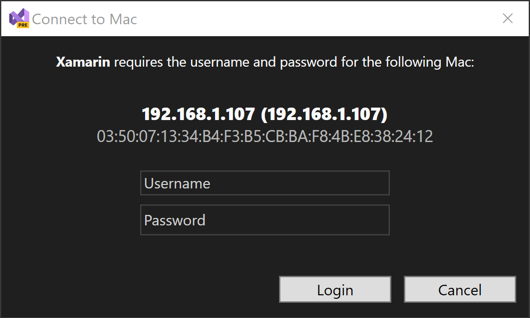 PRE
Connect to Mac
Xamarin requires the username and password for the following Mac:
192.168.1.107 (192.168.1.107)
03:50:07:13:34:B4:F3:B5:CB:BA:F8:4B:E8:38:24:12
Username
Password
Login
Cancel